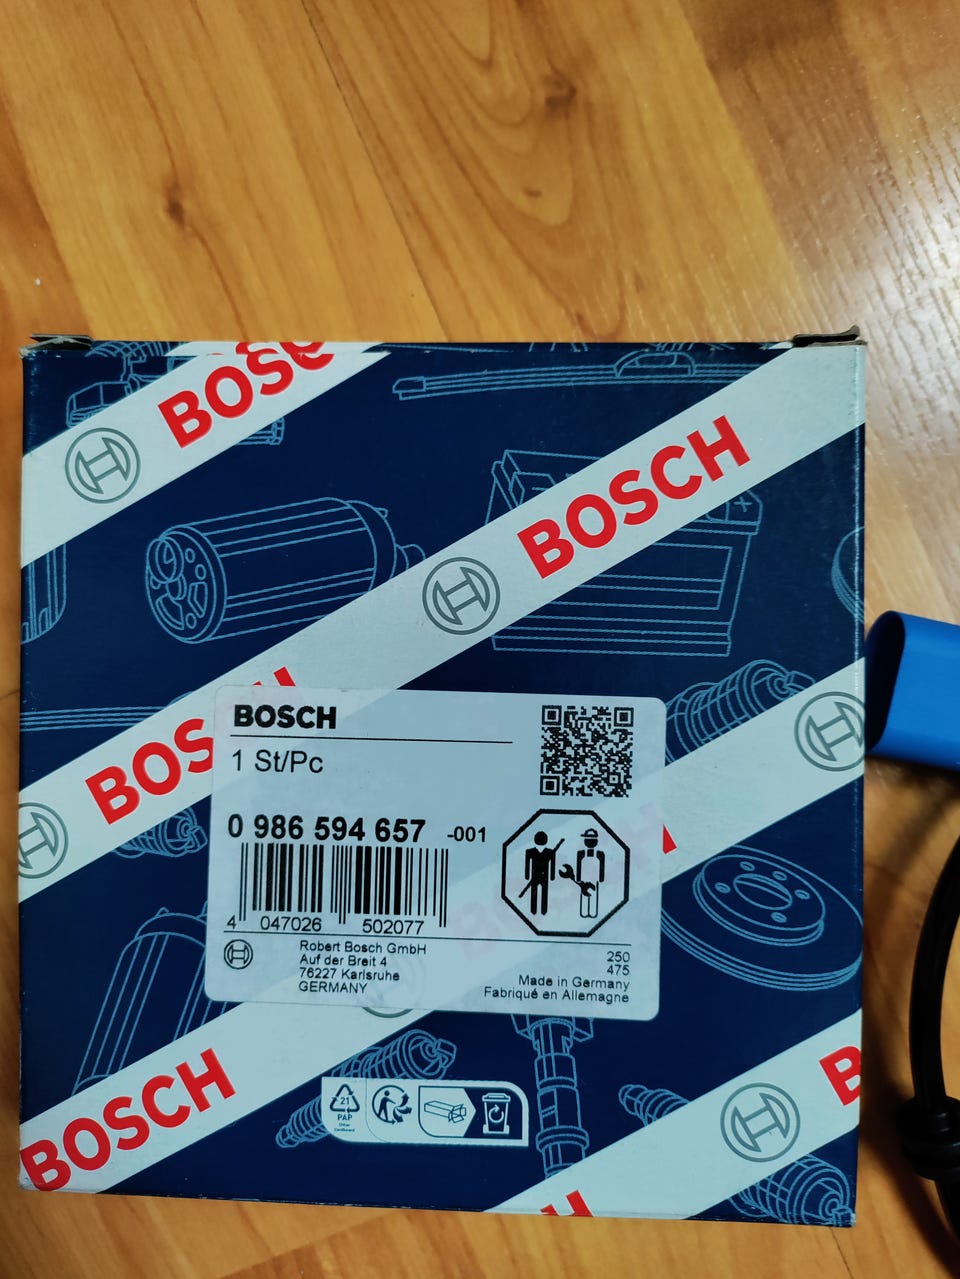 BOSCH
BOSCH
BOS
H
BOSCH
1 St/Pc
0 986 594 657 -001
4 047026 502077
Robert Bosch GmbH
Auf der Breit 4
76227 Karlsruhe
GERMANY
250
475
Made in Germany
Fabriqué en Allemagne
H
BOSCH
21
PAP
B
H